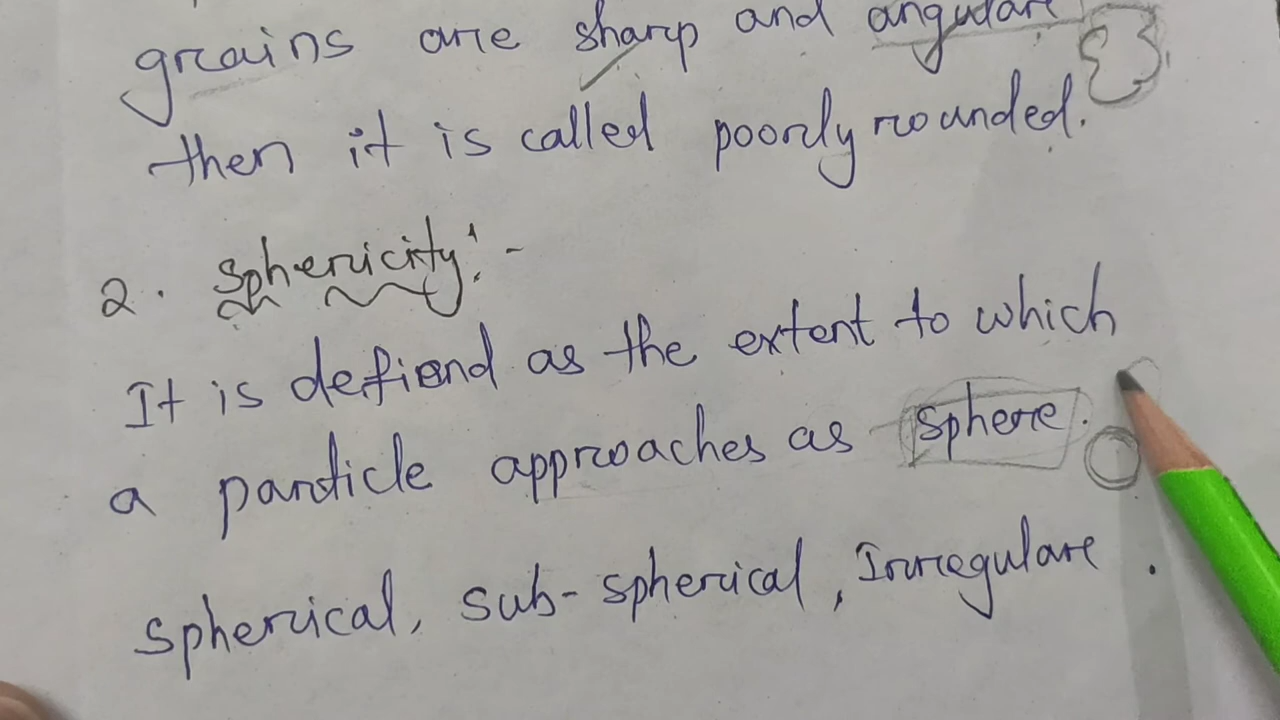 grains are sharp and angular
then it is called poorly rounded.
2. Sphericity: -
It is defiend as the extent to which
a particle approaches as sphere.
spherical, sub-spherical, Irregular.